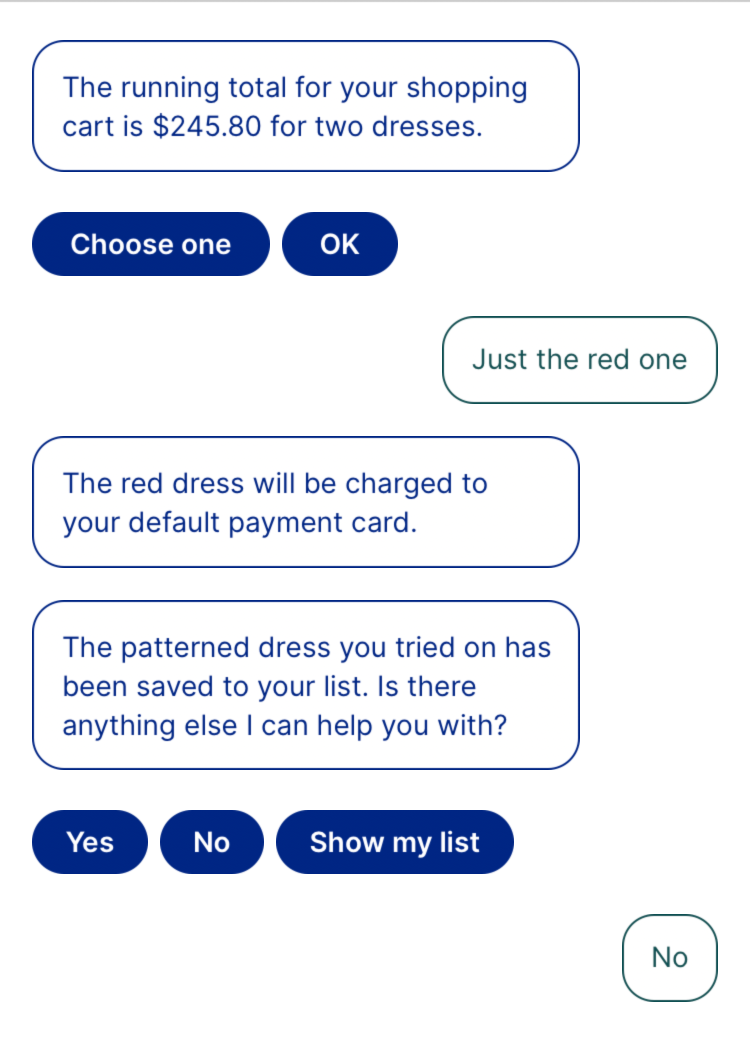 The running total for your shopping
cart is $245.80 for two dresses.
Choose one OK
Just the red one
The red dress will be charged to
your default payment card.
The patterned dress you tried on has
been saved to your list. Is there
anything else I can help you with?
Yes No Show my list
No